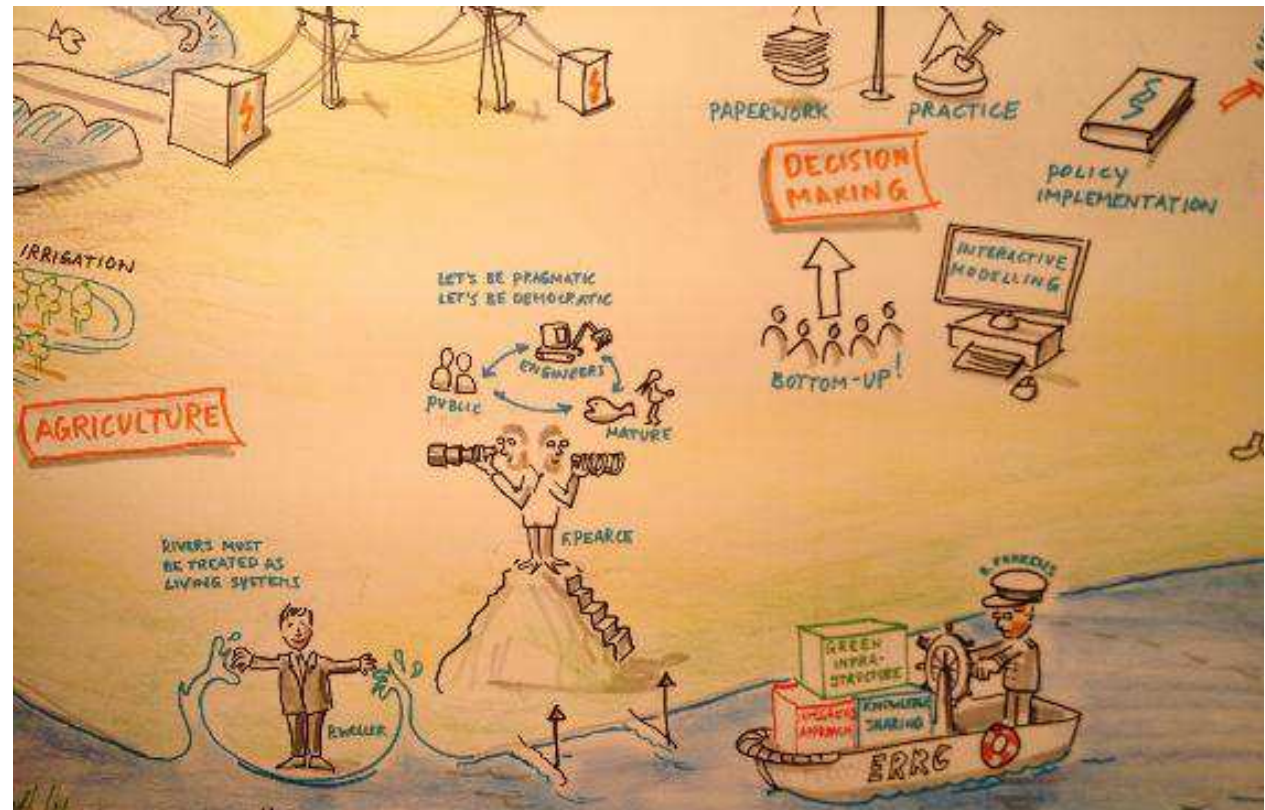 PAPERWORK
PRACTICE
DECISION
MAKING
POLICY
IMPLEMENTATION
IRRIGATION
INTERACTIVE
MODELLING
LET'S BE PRAGMATIC
LET'S BE DEMOCRATIC
ENGINEERS
PUBLIC
NATURE
BOTTOM-UP!
AGRICULTURE
F.PEARCE
RIVERS MUST
BE TREATED AS
LIVING SYSTEMS
P.WELLER
GREEN
INFRA-
STRUCTURE
APPROACH
KNOWLEDGE
SHARING
ERRC